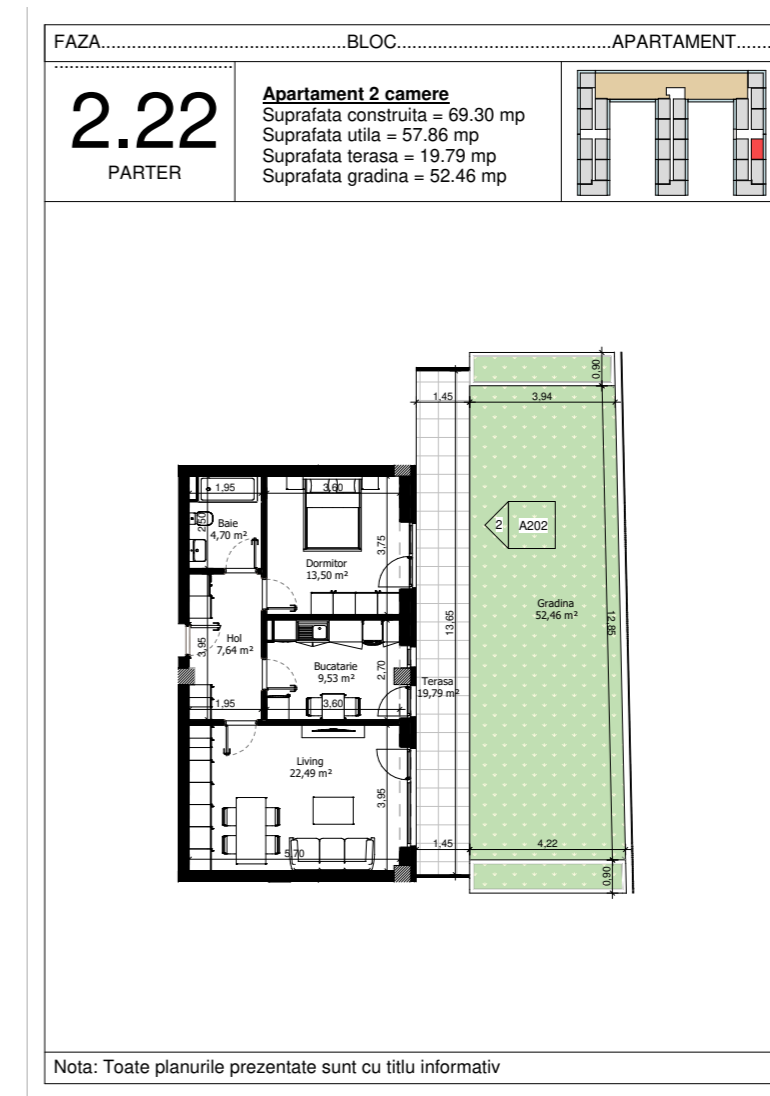 FAZA................................................BLOC..........................................APARTAMENT.......
2.22
PARTER
Apartament 2 camere
Suprafata construita = 69.30 mp
Suprafata utila = 57.86 mp
Suprafata terasa = 19.79 mp
Suprafata gradina = 52.46 mp
0,90
1,45
3,94
1,95
3,60
2,50
Baie
4,70 m²
3,75
Dormitor
13,50 m²
2
A202
Gradina
52,46 m²
12,85
13,65
Hol
7,64 m²
3,95
Bucatarie
9,53 m²
2,70
Terasa
19,79 m²
1,95
3,60
Living
22,49 m²
3,95
5,70
1,45
4,22
0,90
Nota: Toate planurile prezentate sunt cu titlu informativ